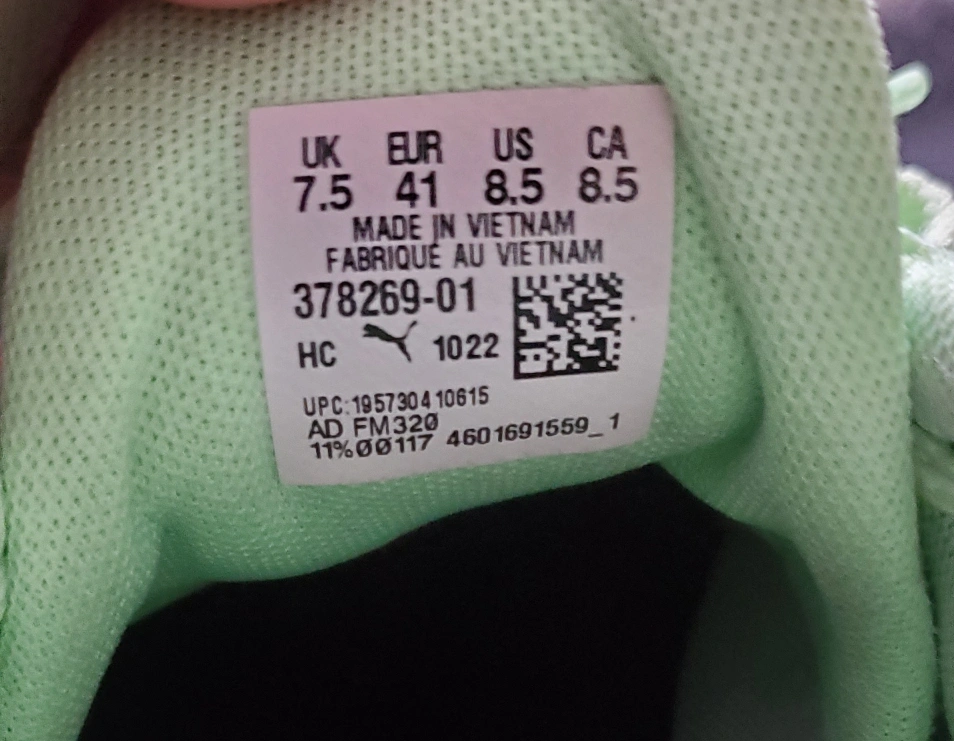 UK EUR US CA
7.5 41 8.5 8.5
MADE IN VIETNAM
FABRIQUÉ AU VIETNAM
378269-01
HC 1022
UPC:195730410615
AD FM320
11%00117 4601691559_1